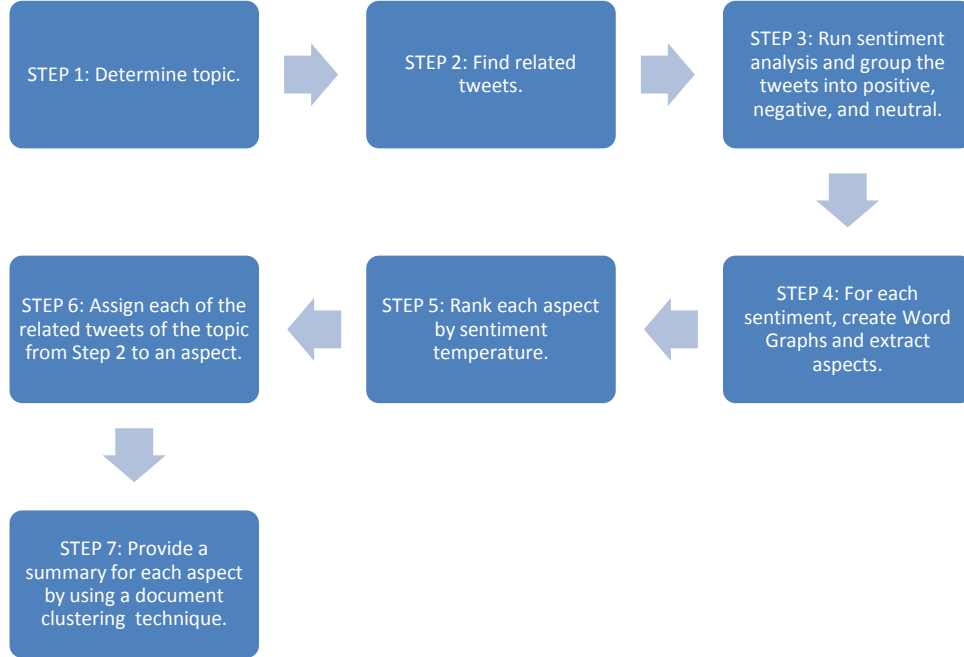 STEP 1: Determine topic.
STEP 2: Find related
tweets.
STEP 3: Run sentiment
analysis and group the
tweets into positive,
negative, and neutral.
STEP 4: For each
sentiment, create Word
Graphs and extract
aspects.
STEP 5: Rank each aspect
by sentiment
temperature.
STEP 6: Assign each of the
related tweets of the topic
from Step 2 to an aspect.
STEP 7: Provide a
summary for each aspect
by using a document
clustering technique.